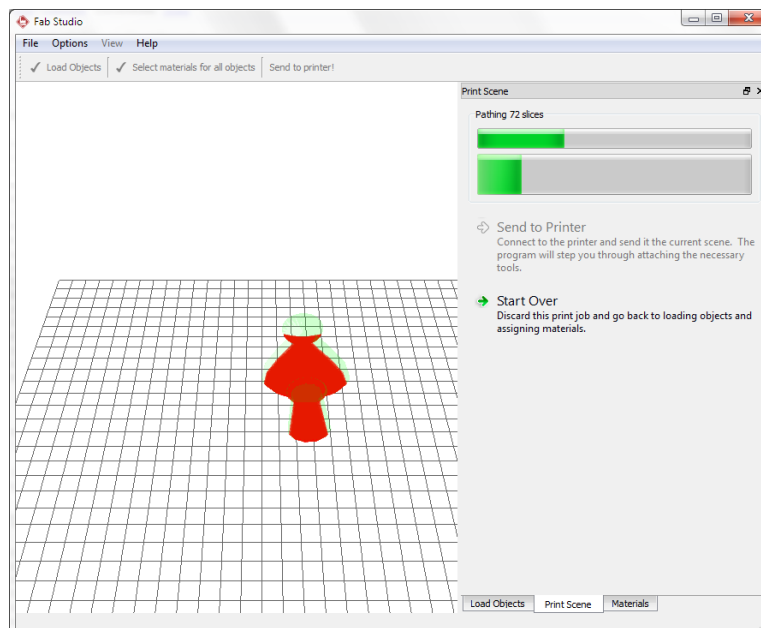 Fab Studio
File Options View Help
Load Objects Select materials for all objects Send to printer!
Print Scene
Pathing 72 slices
Send to Printer
Connect to the printer and send it the current scene. The
program will step you through attaching the necessary
tools.
Start Over
Discard this print job and go back to loading objects and
assigning materials.
Load Objects Print Scene Materials